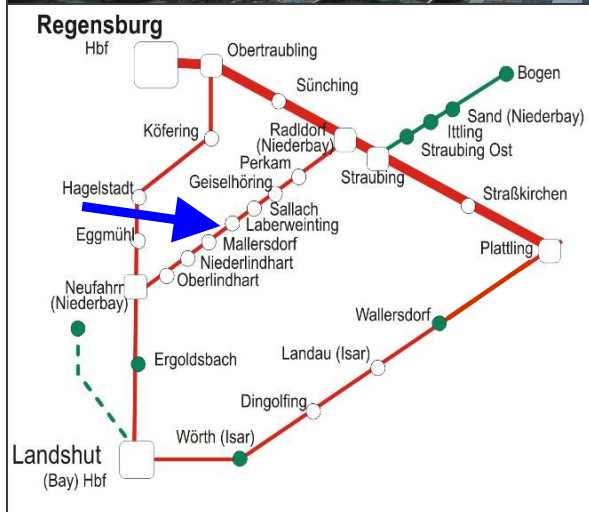 Regensburg
Hbf
Obertraubling
Sünching
Bogen
Köfering
Radldorf
(Niederbay)
Sand (Niederbay)
Ittling
Straubing Ost
Perkam
Straubing
Geiselhöring
Hagelstadt
Sallach
Laberweinting
Straßkirchen
Eggmühl
Mallersdorf
Plattling
Niederlindhart
Oberlindhart
Neufahrn
(Niederbay)
Wallersdorf
Ergoldsbach
Landau (Isar)
Dingolfing
Wörth (Isar)
Landshut
(Bay) Hbf